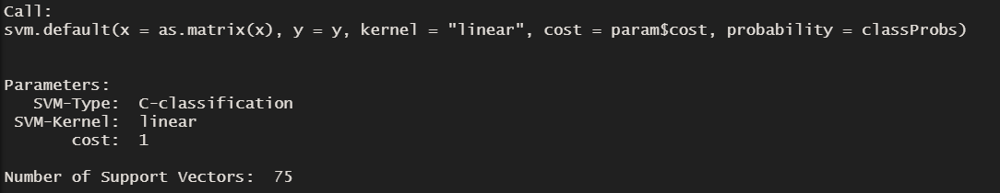 Call:
svm.default(x = as.matrix(x), y = y, kernel = "linear", cost = param$cost, probability = classProbs)
Parameters:
SVM-Type: C-classification
SVM-Kernel: linear
cost: 1
Number of Support Vectors: 75